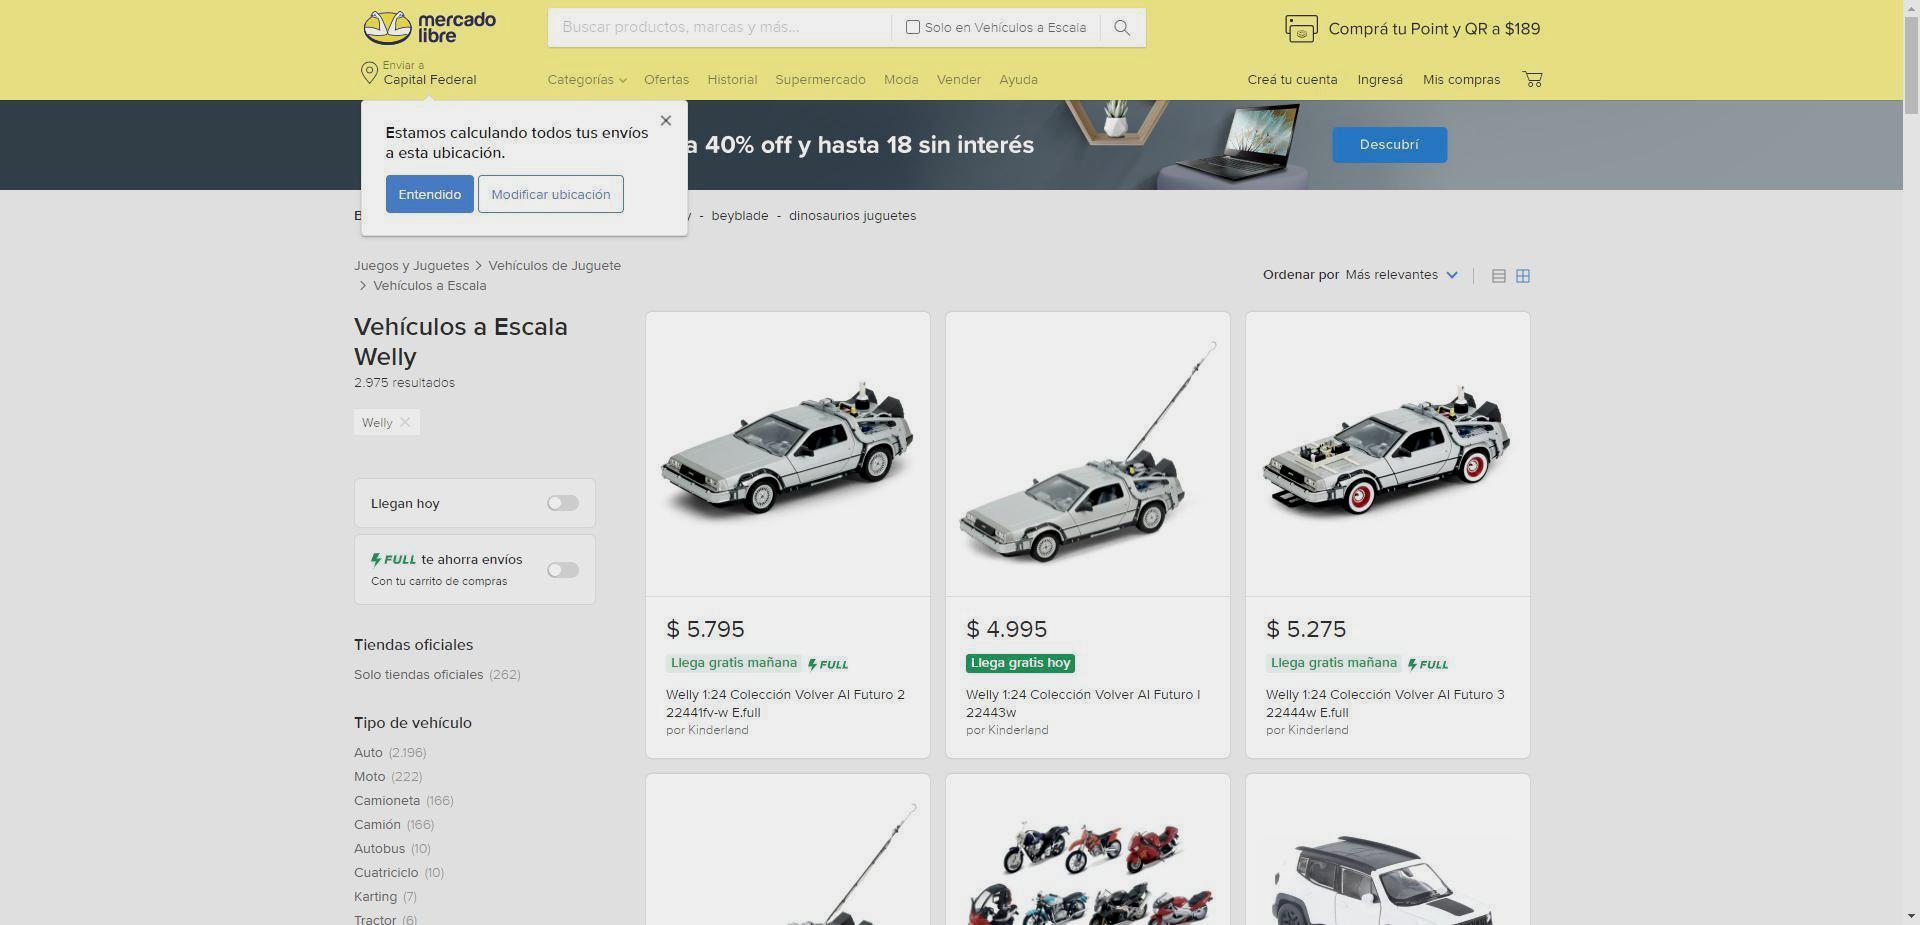 mercado
libre
Buscar productos, marcas y más...
Solo en Vehículos a Escala
Comprá tu Point y QR a $189
Enviar a
Capital Federal
Categorías
Ofertas
Historial
Supermercado
Moda
Vender
Ayuda
Creá tu cuenta
Ingresá
Mis compras
Estamos calculando todos tus envíos
a esta ubicación.
Entendido
Modificar ubicación
a 40% off y hasta 18 sin interés
Descubrí
- beyblade - dinosaurios juguetes
Juegos y Juguetes > Vehículos de Juguete
> Vehículos a Escala
Ordenar por Más relevantes
Vehículos a Escala
Welly
2.975 resultados
Welly
Llegan hoy
FULL te ahorra envíos
Con tu carrito de compras
Tiendas oficiales
Solo tiendas oficiales (262)
Tipo de vehículo
Auto (2.196)
Moto (222)
Camioneta (166)
Camión (166)
Autobus (10)
Cuatriciclo (10)
Karting (7)
Tractor (6)
$ 5.795
Llega gratis mañana FULL
Welly 1:24 Colección Volver Al Futuro 2
22441fv-w E.full
por Kinderland
$ 4.995
Llega gratis hoy
Welly 1:24 Colección Volver Al Futuro I
22443w
por Kinderland
$ 5.275
Llega gratis mañana FULL
Welly 1:24 Colección Volver Al Futuro 3
22444w E.full
por Kinderland